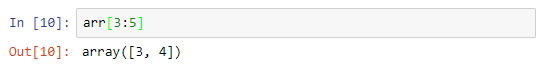 In [10]: arr[3:5]
Out[10]: array([3, 4])